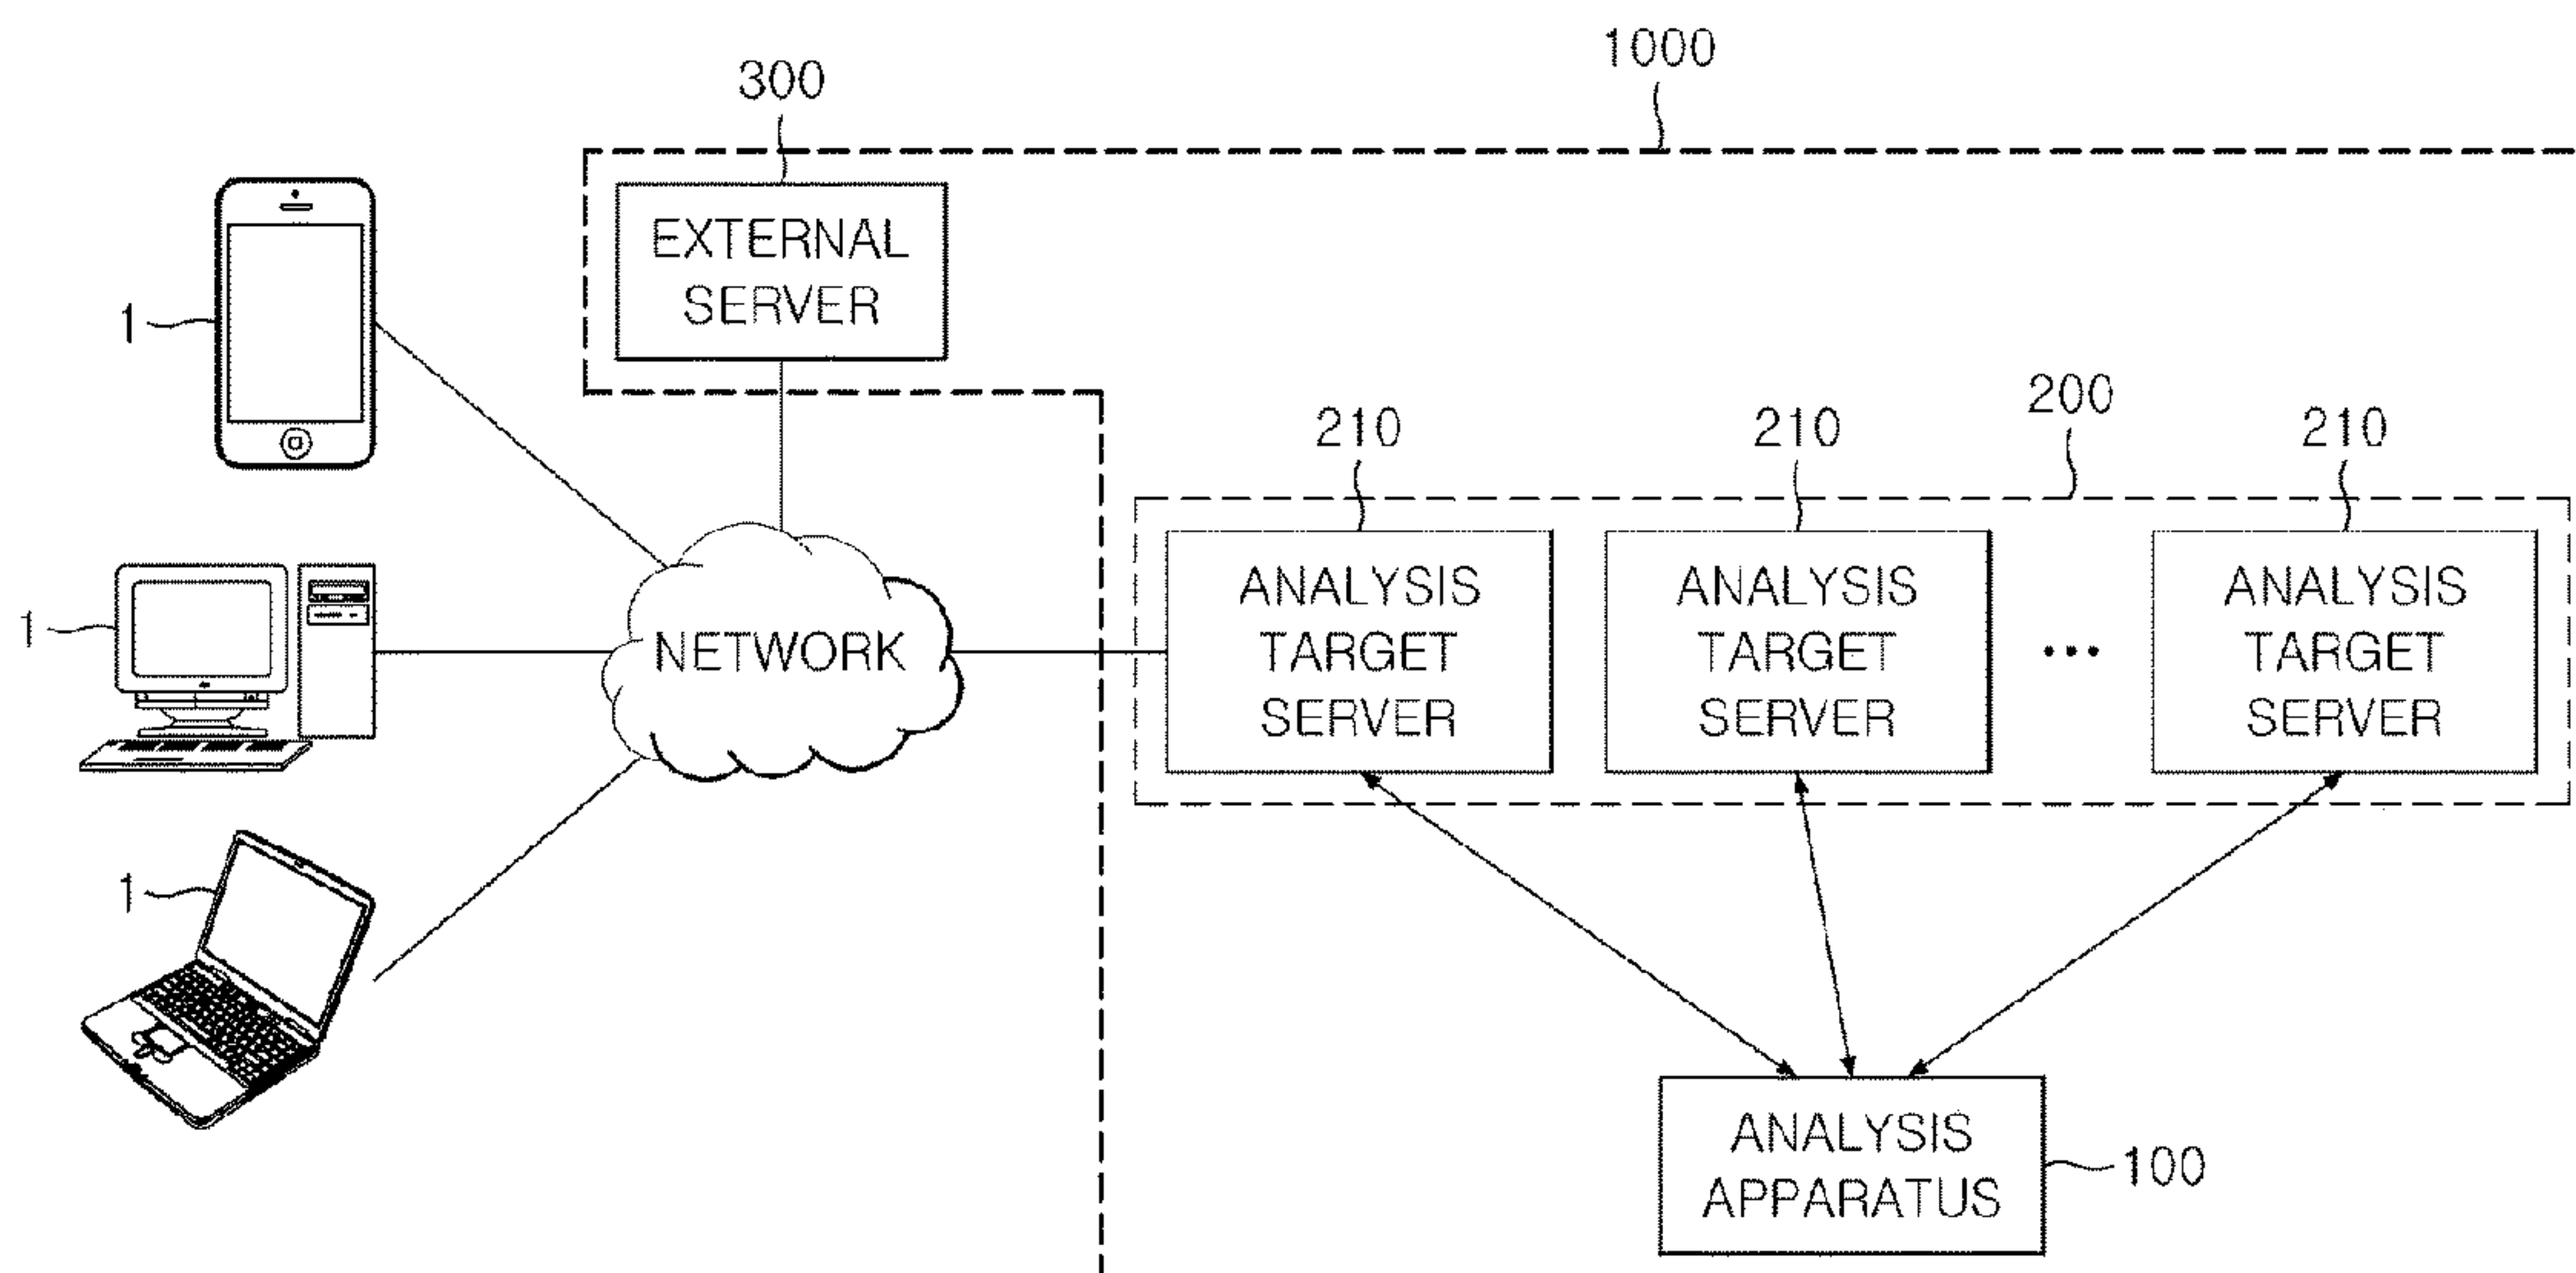 1000
300
EXTERNAL
SERVER
1
200
210
210
210
ANALYSIS
TARGET
SERVER
ANALYSIS
TARGET
SERVER
...
ANALYSIS
TARGET
SERVER
NETWORK
1
1
ANALYSIS
APPARATUS
100